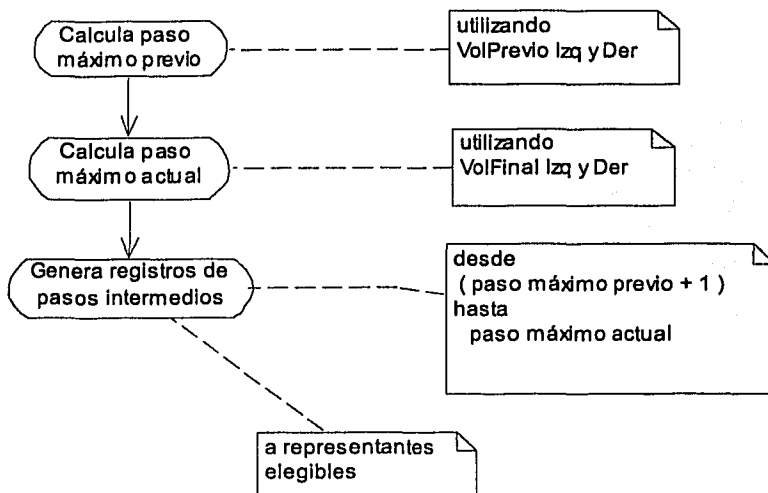 Calcula paso
máximo previo
utilizando
VolPrevio Izq y Der
Calcula paso
máximo actual
utilizando
VolFinal Izq y Der
Genera registros de
pasos intermedios
desde
( paso máximo previo + 1 )
hasta
paso máximo actual
a representantes
elegibles